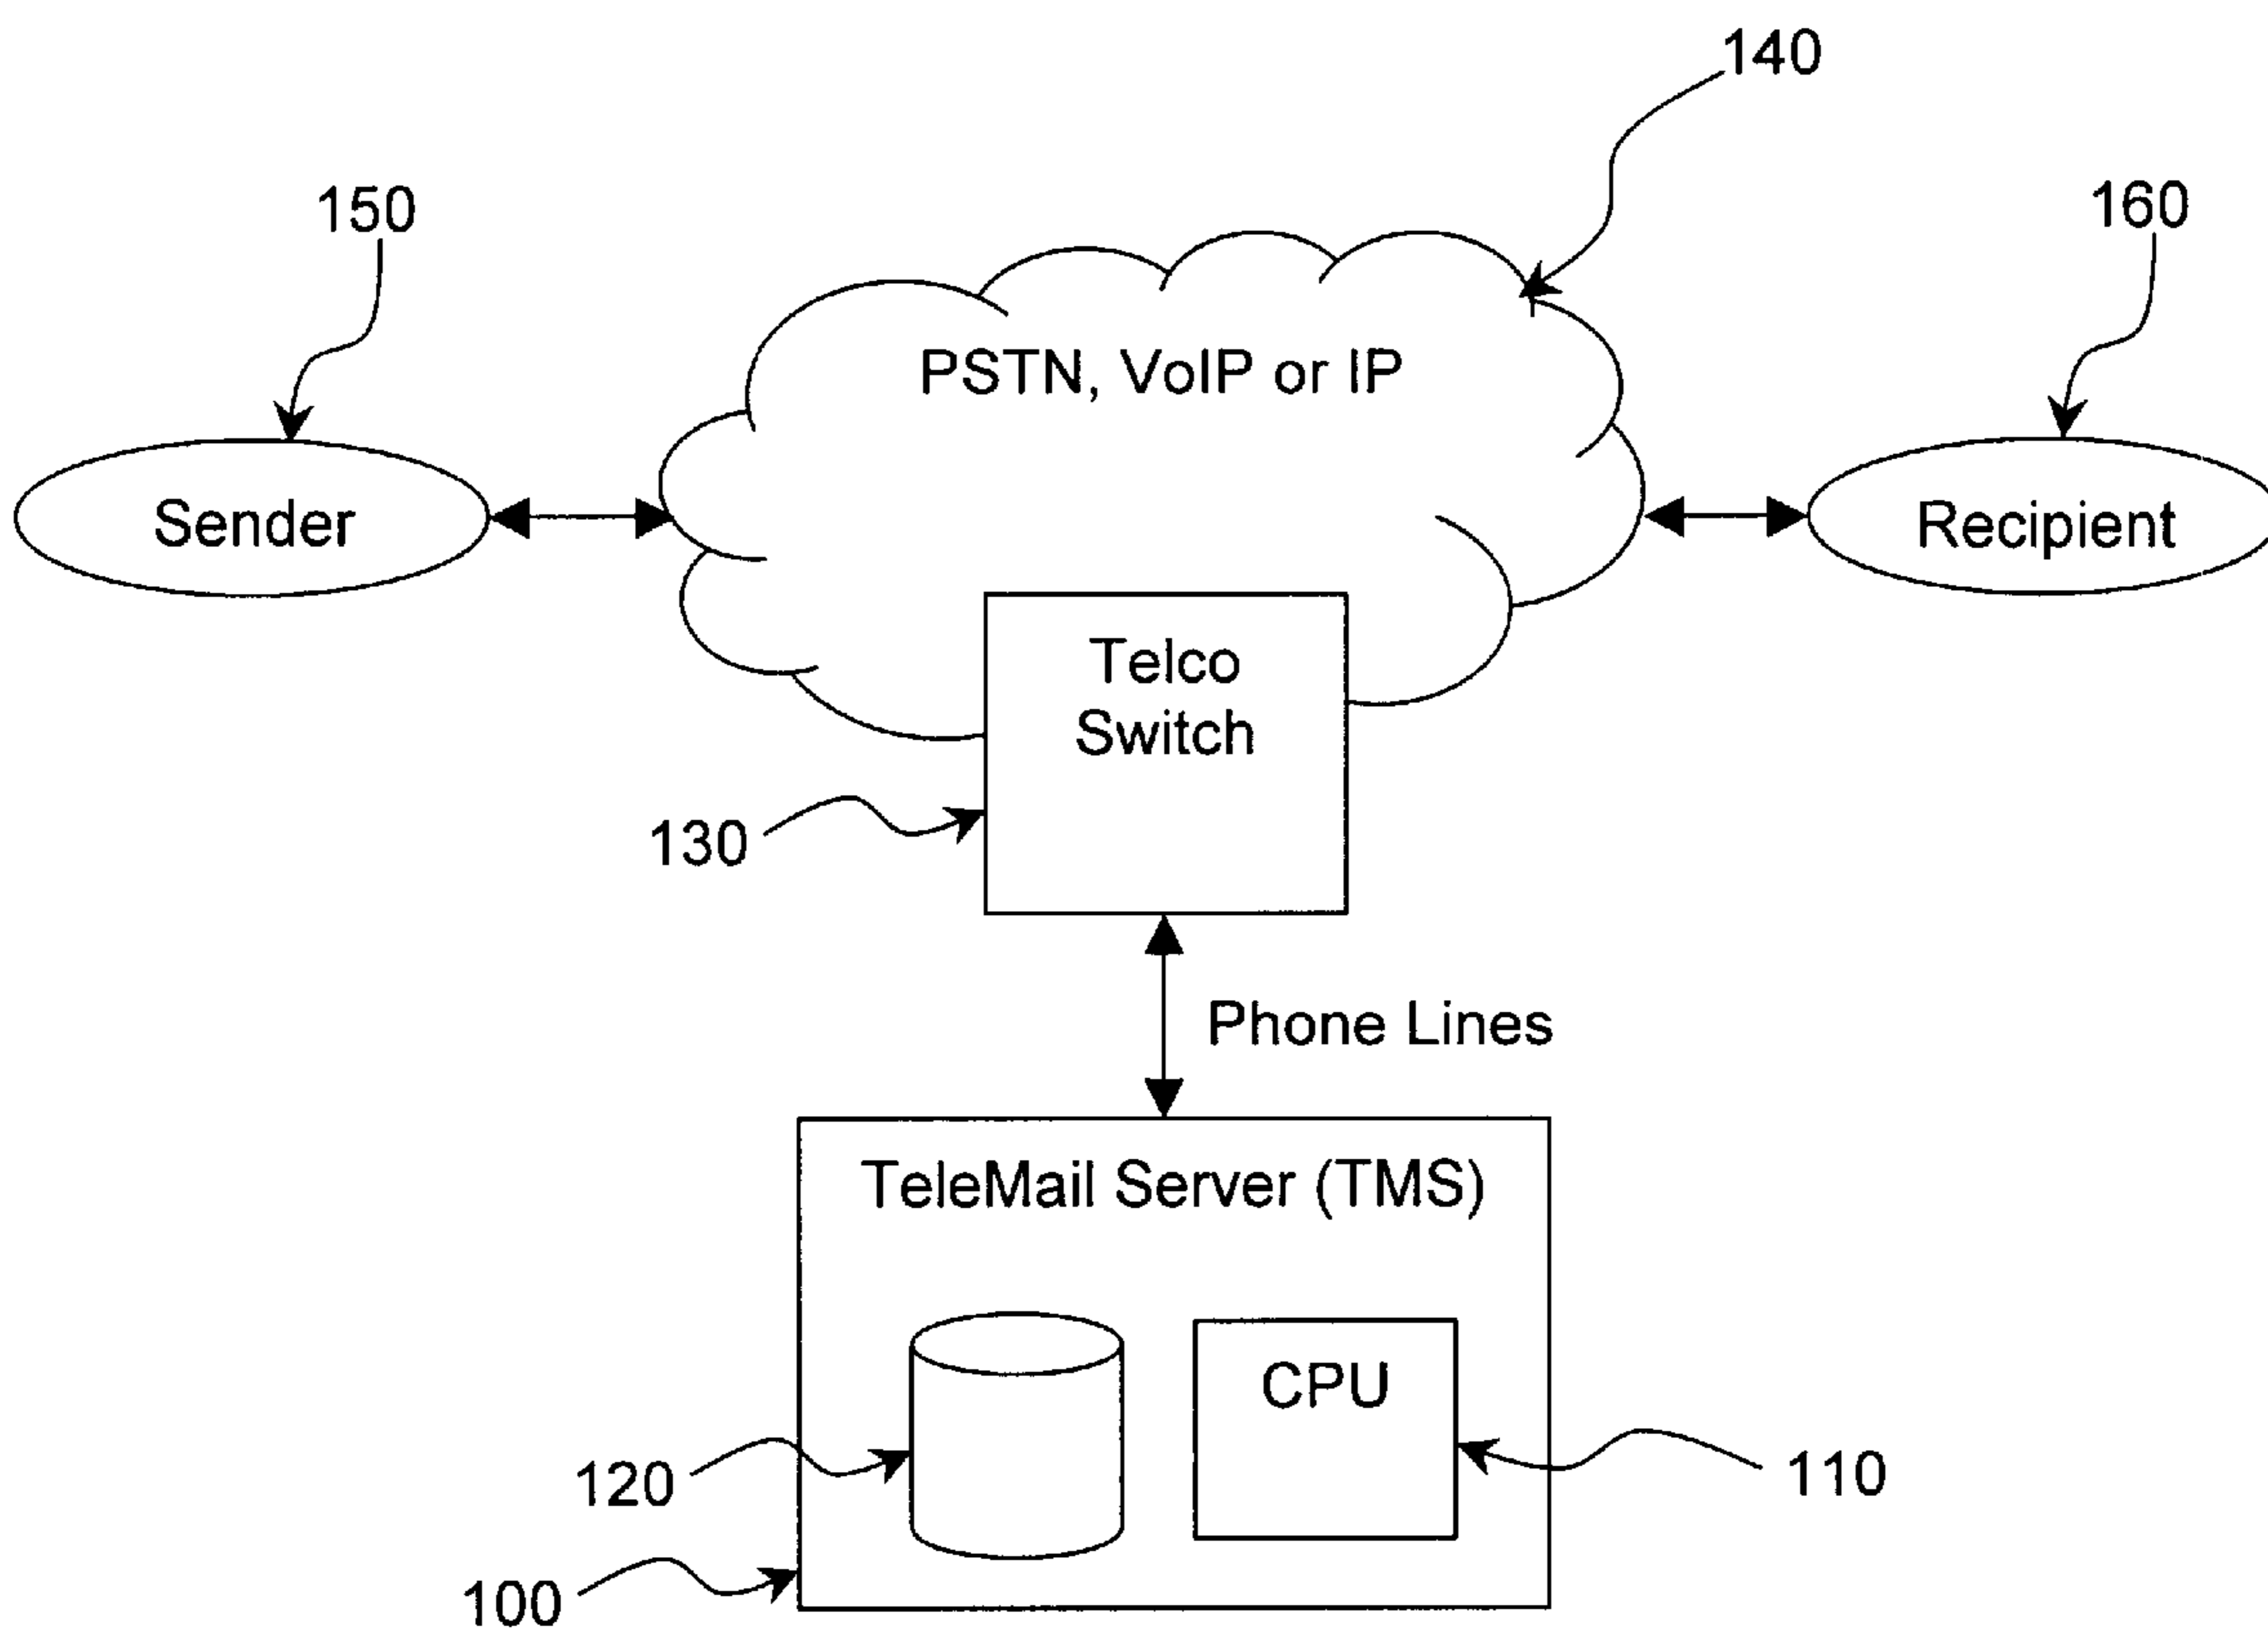 140
150
160
PSTN, VoIP or IP
Sender
Recipient
Telco
Switch
130
Phone Lines
TeleMail Server (TMS)
CPU
120
110
100